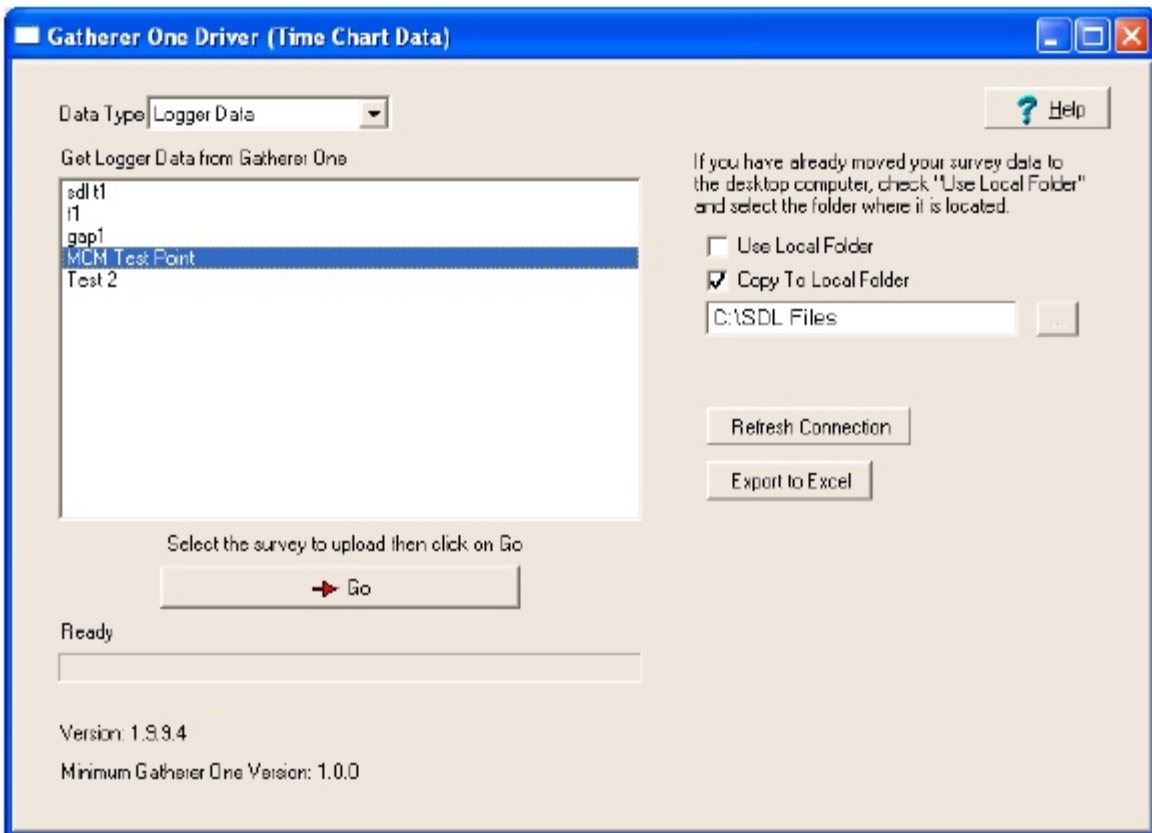 Gatherer One Driver (Time Chart Data)
Data Type Logger Data
Help
Get Logger Data from Gatherer One
sdl t1
t1
gap1
MCM Test Point
Test 2
If you have already moved your survey data to
the desktop computer, check "Use Local Folder"
and select the folder where it is located.
Use Local Folder
Copy To Local Folder
C:\SDL Files
...
Refresh Connection
Export to Excel
Select the survey to upload then click on Go
Go
Ready
Version: 1.9.9.4
Minimum Gatherer One Version: 1.0.0